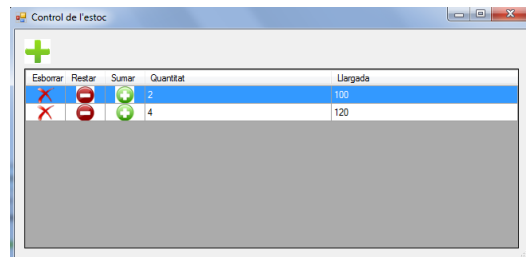 Control de l'estoc
Esborrar Restar Sumar Quantitat Llargada
2 100
4 120